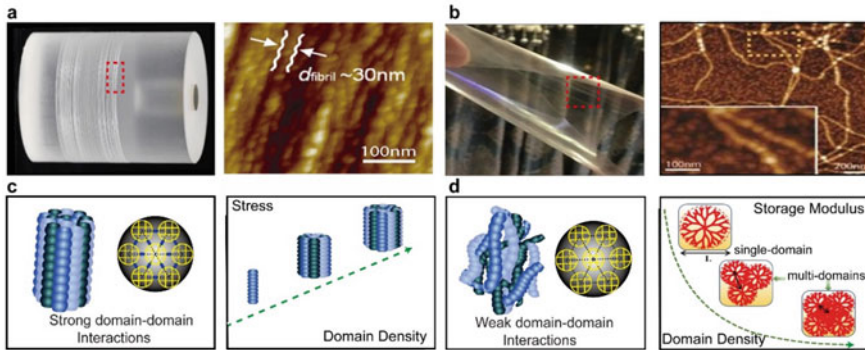 a
d fibril ~30nm
100nm
b
100nm
200nm
c
Strong domain-domain
Interactions
Stress
Domain Density
d
Weak domain-domain
Interactions
Storage Modulus
L
single-domain
multi-domains
Domain Density